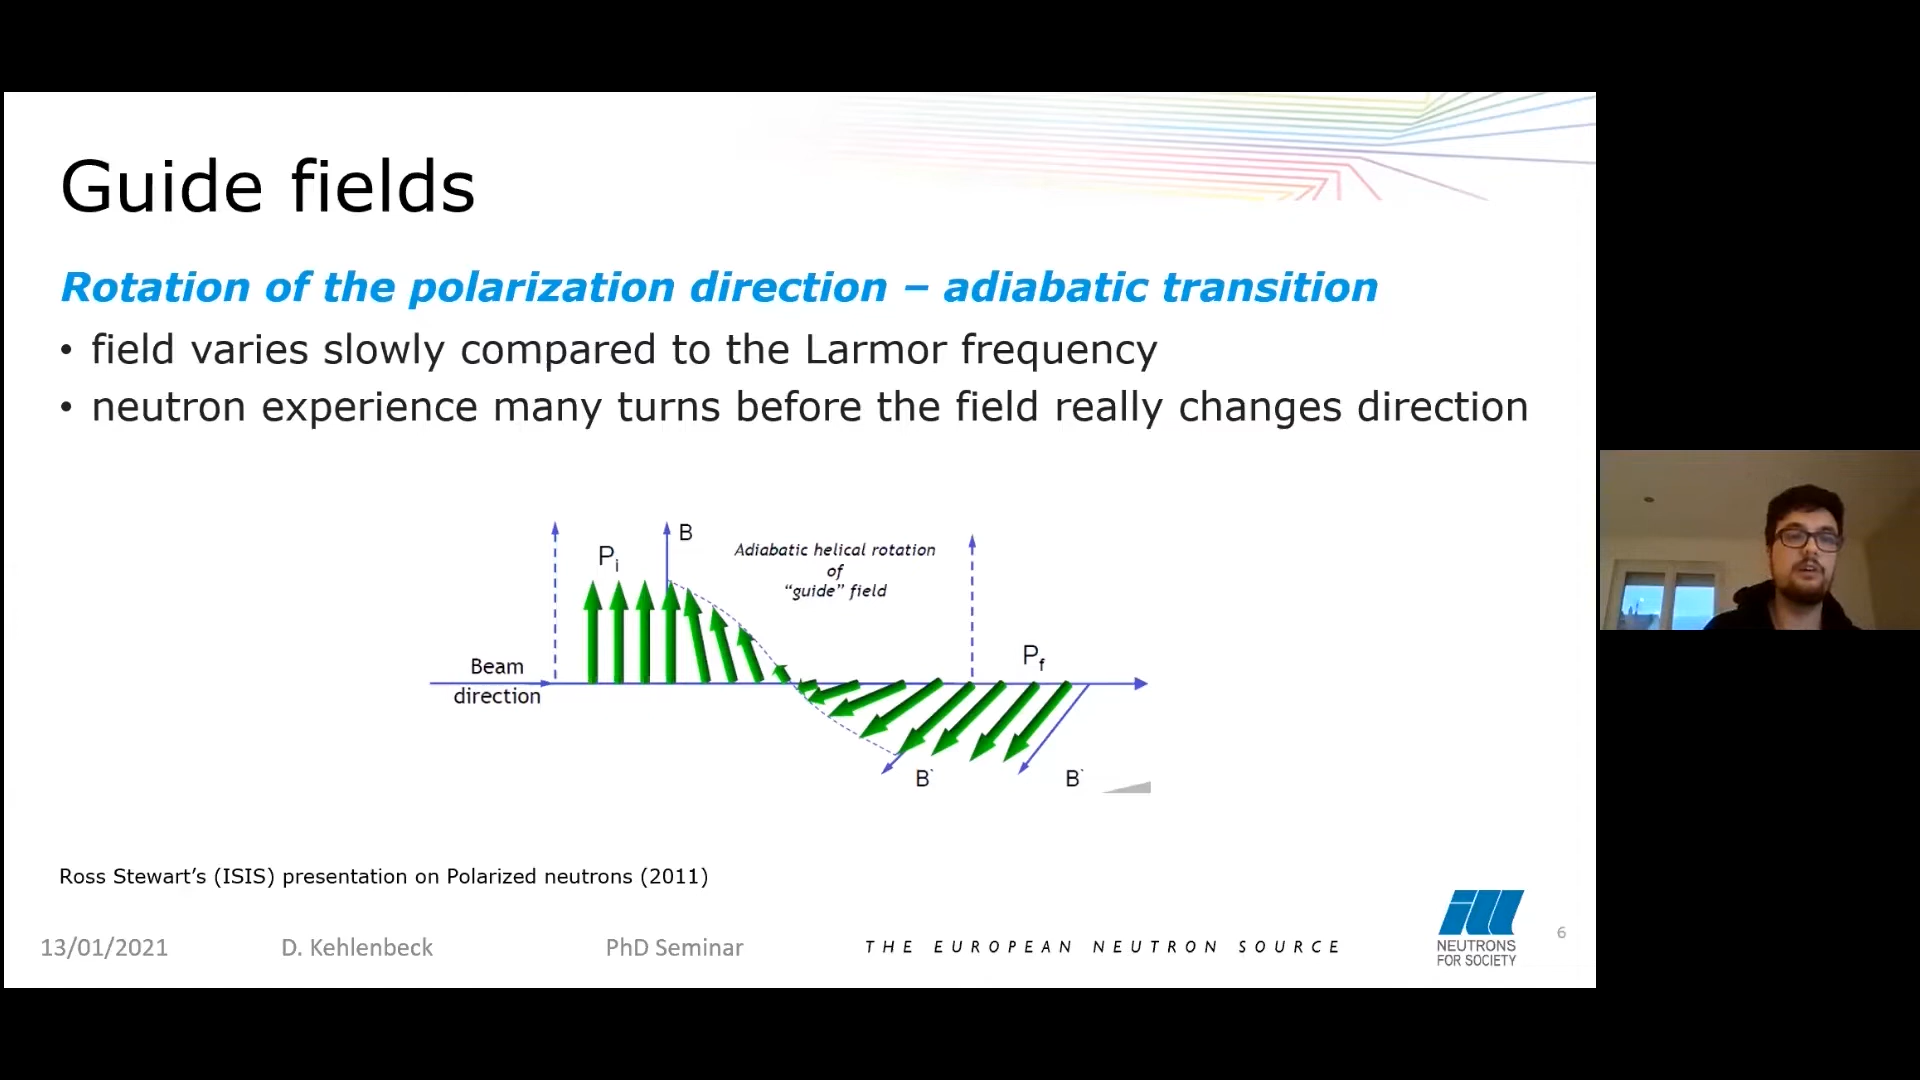 Guide fields
Rotation of the polarization direction – adiabatic transition
• field varies slowly compared to the Larmor frequency
• neutron experience many turns before the field really changes direction
B
Pi
Adiabatic helical rotation
of
“guide” field
Beam
direction
Pf
B`
B`
Ross Stewart’s (ISIS) presentation on Polarized neutrons (2011)
13/01/2021
D. Kehlenbeck
PhD Seminar
THE EUROPEAN NEUTRON SOURCE
ill
NEUTRONS
FOR SOCIETY
6